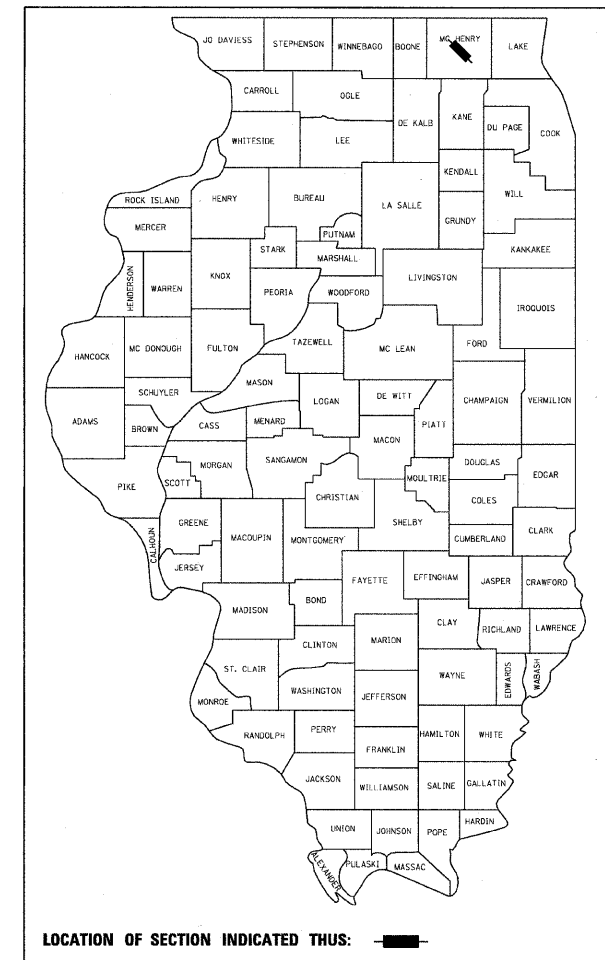 JO DAVIESS STEPHENSON WINNEBAGO BOONE MC HENRY LAKE
CARROLL OGLE
DE KALB KANE DU PAGE COOK
WHITESIDE LEE
KENDALL
ROCK ISLAND HENRY BUREAU LA SALLE WILL
MERCER GRUNDY
PUTNAM
STARK KANKAKEE
MARSHALL
HENDERSON WARREN KNOX LIVINGSTON
PEORIA WOODFORD IROQUOIS
TAZEWELL FORD
HANCOCK MC DONOUGH FULTON MC LEAN
MASON
SCHUYLER LOGAN DE WITT CHAMPAIGN VERMILION
ADAMS BROWN CASS MENARD PIATT
MACON
MORGAN SANGAMON DOUGLAS
PIKE SCOTT MOULTRIE EDGAR
CHRISTIAN COLES
GREENE SHELBY
CALHOUN MACOUPIN MONTGOMERY CUMBERLAND CLARK
JERSEY
FAYETTE EFFINGHAM JASPER CRAWFORD
MADISON BOND
CLAY RICHLAND LAWRENCE
CLINTON MARION
ST. CLAIR WAYNE EDWARDS WABASH
WASHINGTON JEFFERSON
MONROE
RANDOLPH PERRY HAMILTON WHITE
FRANKLIN
JACKSON WILLIAMSON SALINE GALLATIN
HARDIN
UNION JOHNSON POPE
ALEXANDER PULASKI MASSAC
LOCATION OF SECTION INDICATED THUS: